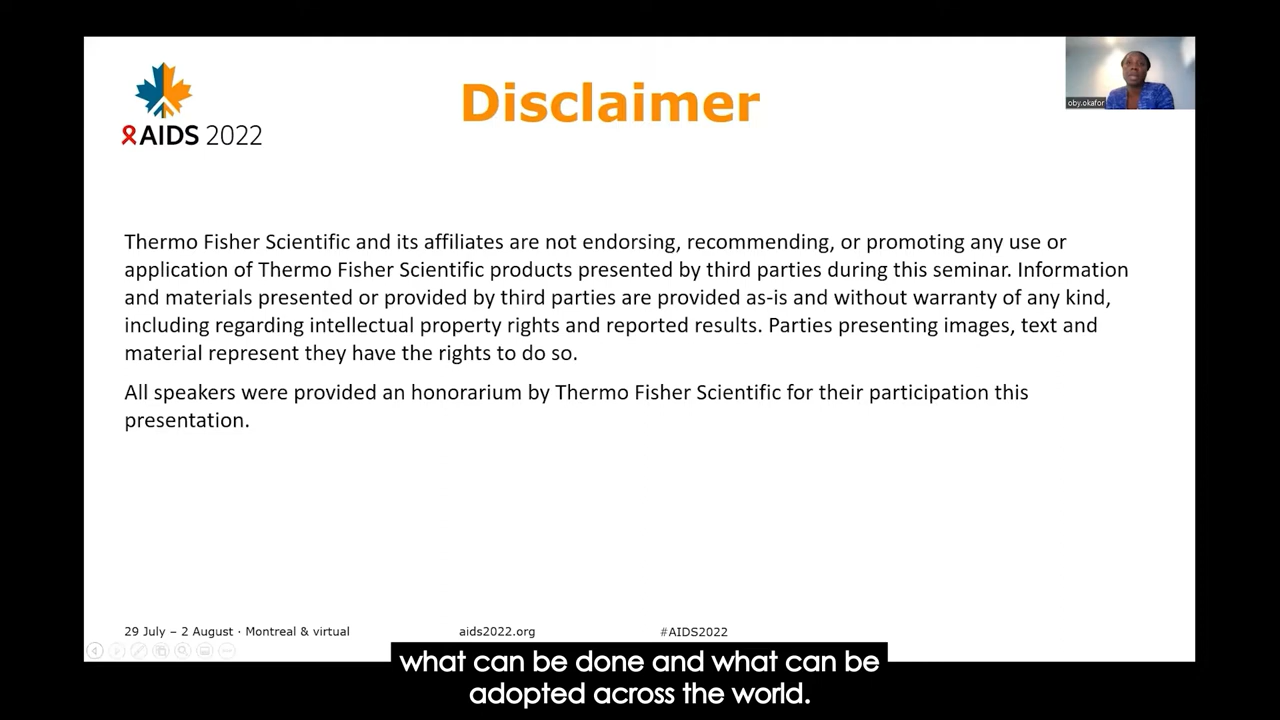 Disclaimer
oby.okafor
AIDS 2022
Thermo Fisher Scientific and its affiliates are not endorsing, recommending, or promoting any use or
application of Thermo Fisher Scientific products presented by third parties during this seminar. Information
and materials presented or provided by third parties are provided as-is and without warranty of any kind,
including regarding intellectual property rights and reported results. Parties presenting images, text and
material represent they have the rights to do so.
All speakers were provided an honorarium by Thermo Fisher Scientific for their participation this
presentation.
29 July – 2 August · Montreal & virtual
aids2022.org
#AIDS2022
what can be done and what can be
adopted across the world.